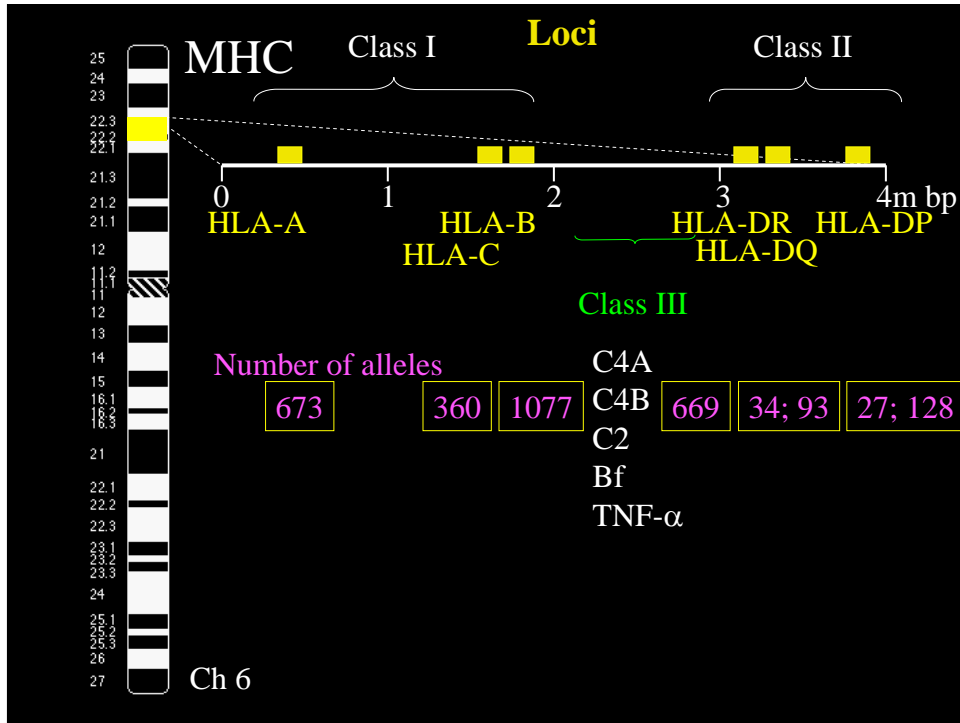 Loci
MHC
Class I
Class II
0 1 2 3 4m bp
HLA-A HLA-B HLA-DR HLA-DP
HLA-C HLA-DQ
Class III
Number of alleles
673 360 1077 669 34; 93 27; 128
C4A
C4B
C2
Bf
TNF-α
25
24
23
22.3
22.2
22.1
21.3
21.2
21.1
12
11.2
11.1
11
12
13
14
15
16.1
16.2
16.3
21
22.1
22.2
22.3
23.1
23.2
23.3
24
25.1
25.2
25.3
26
27
Ch 6